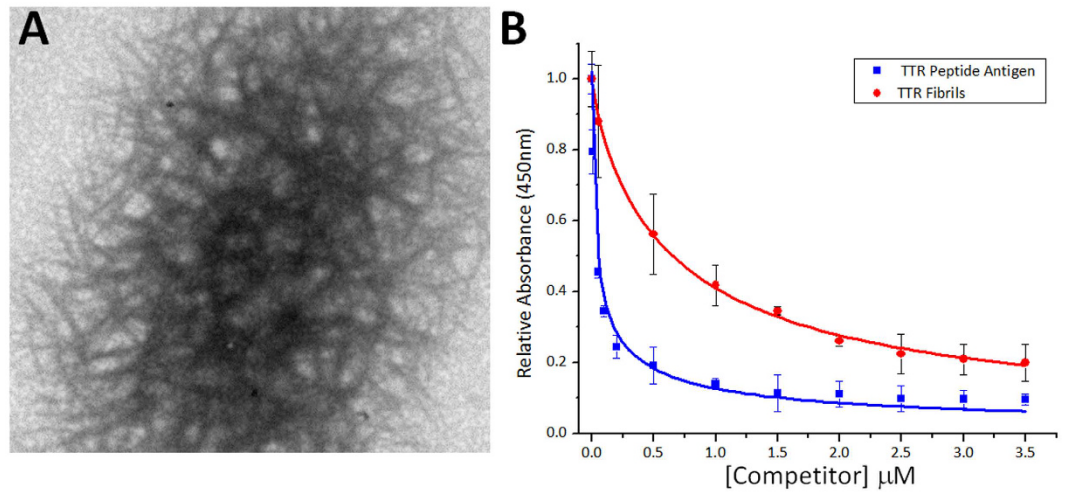 A
B
TTR Peptide Antigen
TTR Fibrils
Relative Absorbance (450nm)
1.0
0.8
0.6
0.4
0.2
0.0
0.0 0.5 1.0 1.5 2.0 2.5 3.0 3.5
[Competitor] μM